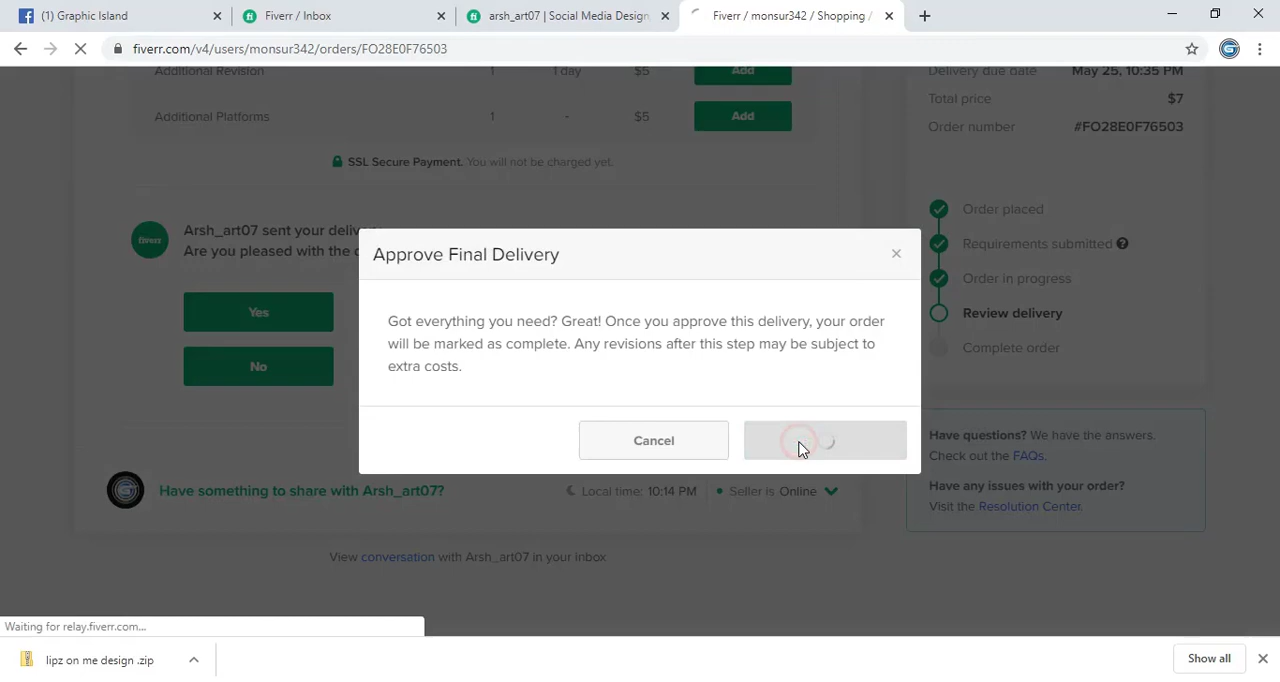 (1) Graphic Island
Fiverr / Inbox
arsh_art07 | Social Media Design
Fiverr / monsur342 / Shopping /
fiverr.com/v4/users/monsur342/orders/FO28E0F76503
Additional Revision 1 1 day $5 Add
Additional Platforms 1 - $5 Add
SSL Secure Payment. You will not be charged yet.
Arsh_art07 sent your delivery
Are you pleased with the
fiverr
Yes
No
Approve Final Delivery
Got everything you need? Great! Once you approve this delivery, your order
will be marked as complete. Any revisions after this step may be subject to
extra costs.
Cancel
Have something to share with Arsh_art07? Local time: 10:14 PM Seller is Online
View conversation with Arsh_art07 in your Inbox
Delivery due date May 25, 10:35 PM
Total price $7
Order number #FO28E0F76503
Order placed
Requirements submitted ?
Order in progress
Review delivery
Complete order
Have questions? We have the answers.
Check out the FAQs.
Have any issues with your order?
Visit the Resolution Center.
Waiting for relay.fiverr.com...
lipz on me design .zip
Show all